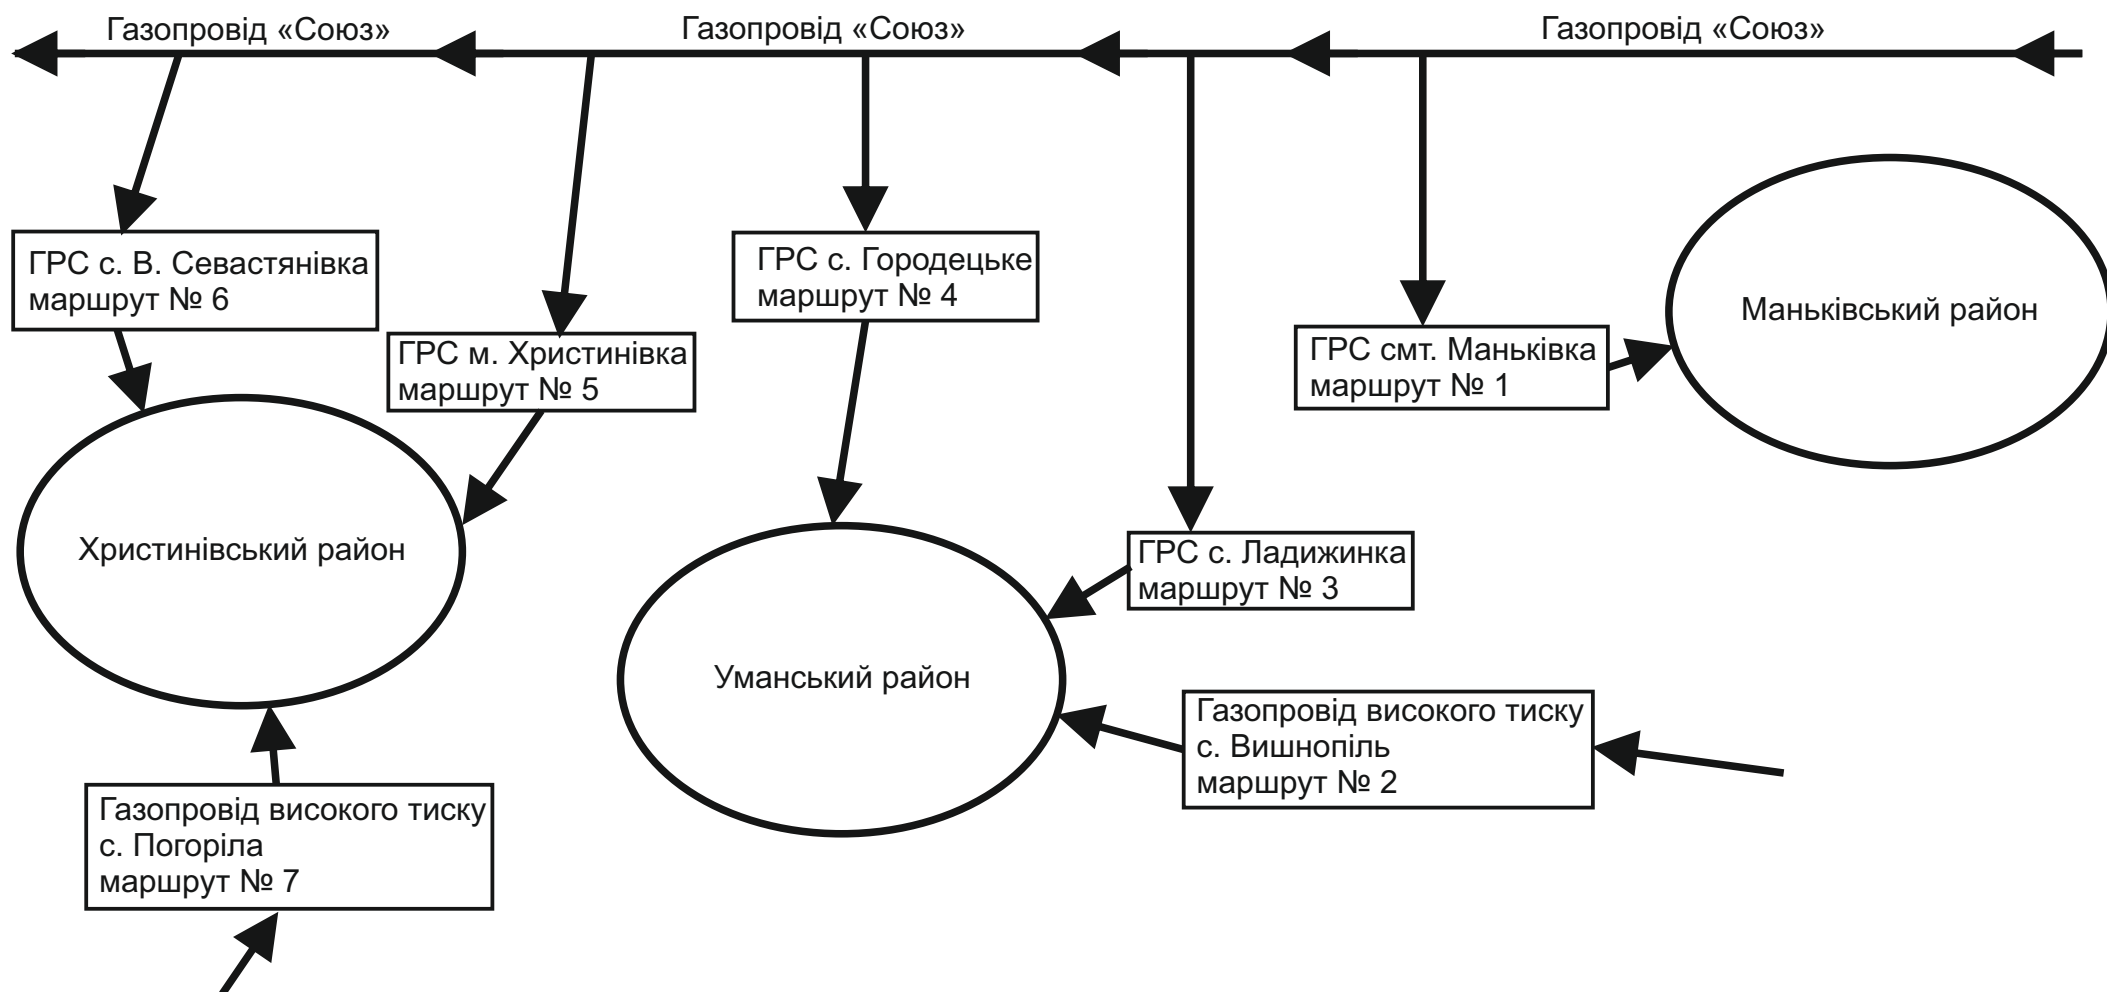 Газопровід «Союз»
Газопровід «Союз»
Газопровід «Союз»
ГРС с. В. Севастянівка
маршрут № 6
ГРС м. Христинівка
маршрут № 5
ГРС с. Городецьке
маршрут № 4
ГРС смт. Маньківка
маршрут № 1
Маньківський район
Христинівський район
ГРС с. Ладижинка
маршрут № 3
Уманський район
Газопровід високого тиску
с. Вишнопіль
маршрут № 2
Газопровід високого тиску
с. Погоріла
маршрут № 7